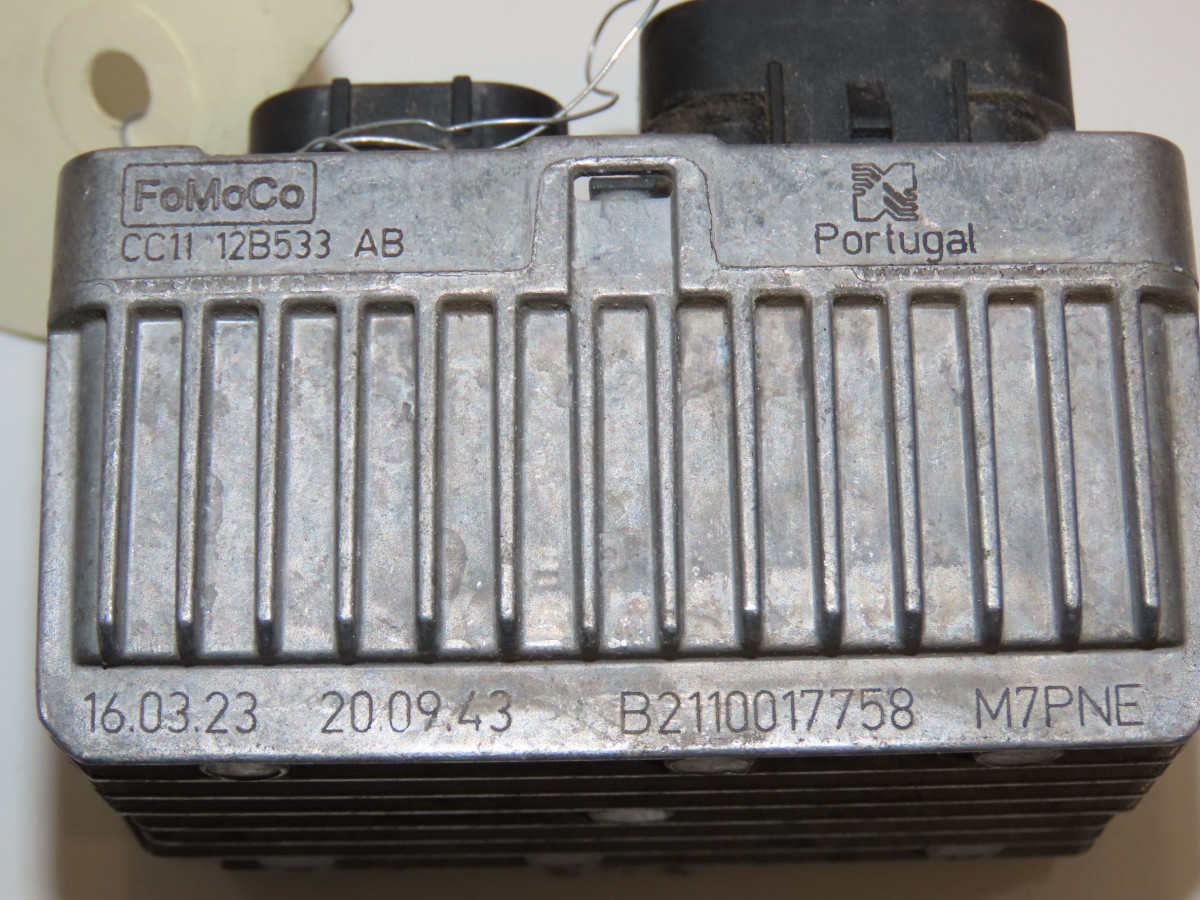 FoMoCo
CC11 12B533 AB
Portugal
16.03.23 20.09.43 B2110017758 M7PNE